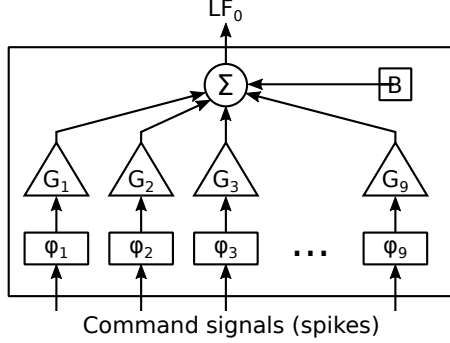 LF₀
Σ
B
G₁ G₂ G₃ G₉
φ₁ φ₂ φ₃ ... φ₉
Command signals (spikes)